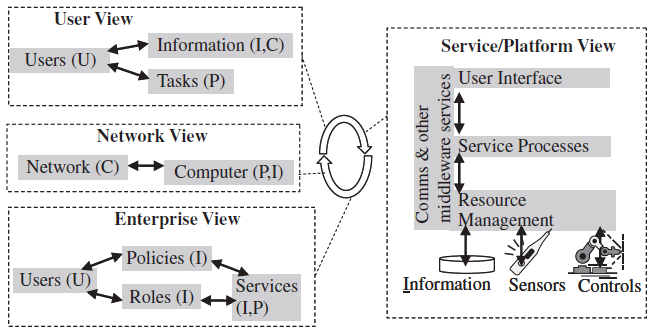 User View
Users (U)
Information (I,C)
Tasks (P)
Network View
Network (C)
Computer (P,I)
Enterprise View
Users (U)
Policies (I)
Roles (I)
Services
(I,P)
Service/Platform View
Comms & other
middleware services
User Interface
Service Processes
Resource
Management
Information
Sensors
Controls